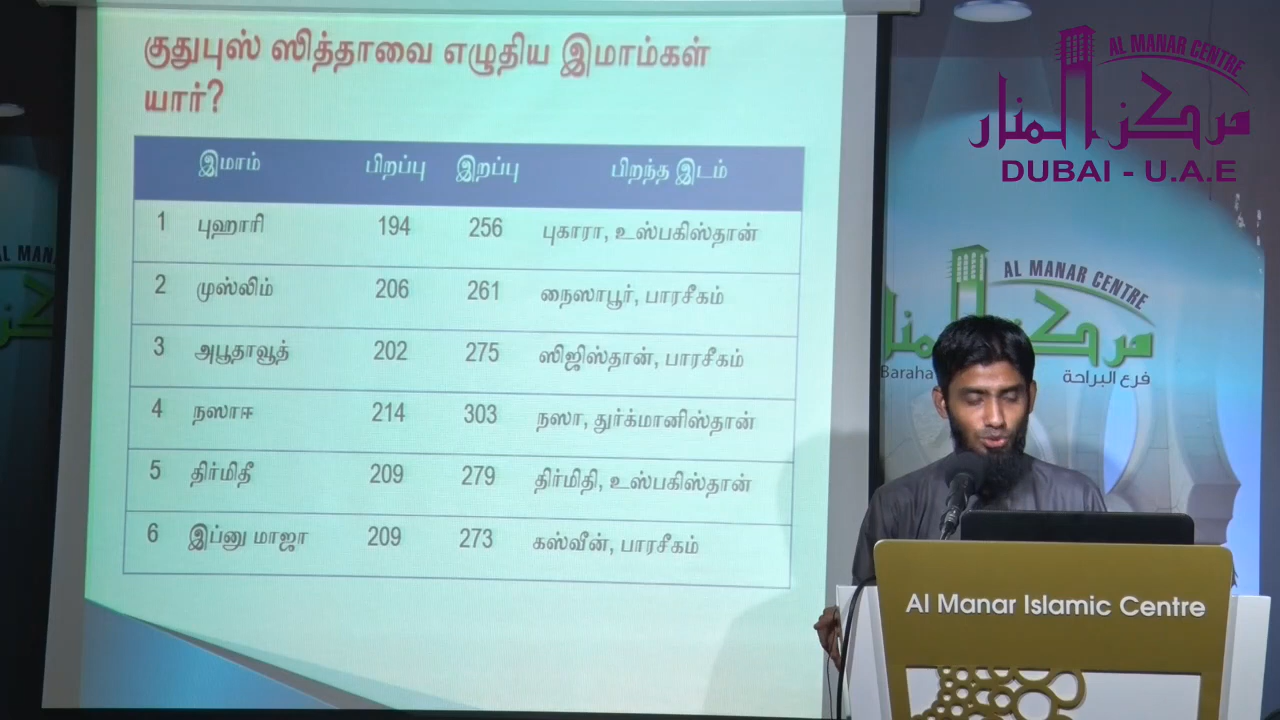 குதுபுஸ் ஸித்தாவை எழுதிய இமாம்கள்
யார்?
இமாம் பிறப்பு இறப்பு பிறந்த இடம்
1 புஹாரி 194 256 புகாரா, உஸ்பகிஸ்தான்
2 முஸ்லிம் 206 261 நைஸாபூர், பாரசீகம்
3 அபூதாவூத் 202 275 ஸிஜிஸ்தான், பாரசீகம்
4 நஸாஈ 214 303 நஸா, துர்க்மானிஸ்தான்
5 திர்மிதீ 209 279 திர்மிதி, உஸ்பகிஸ்தான்
6 இப்னு மாஜா 209 273 கஸ்வீன், பாரசீகம்
AL MANAR CENTRE
مركز المنار
DUBAI - U.A.E
AL MANAR CENTRE
مركز المنار
Baraha
فرع البراحة
Al Manar Islamic Centre
AL MAN